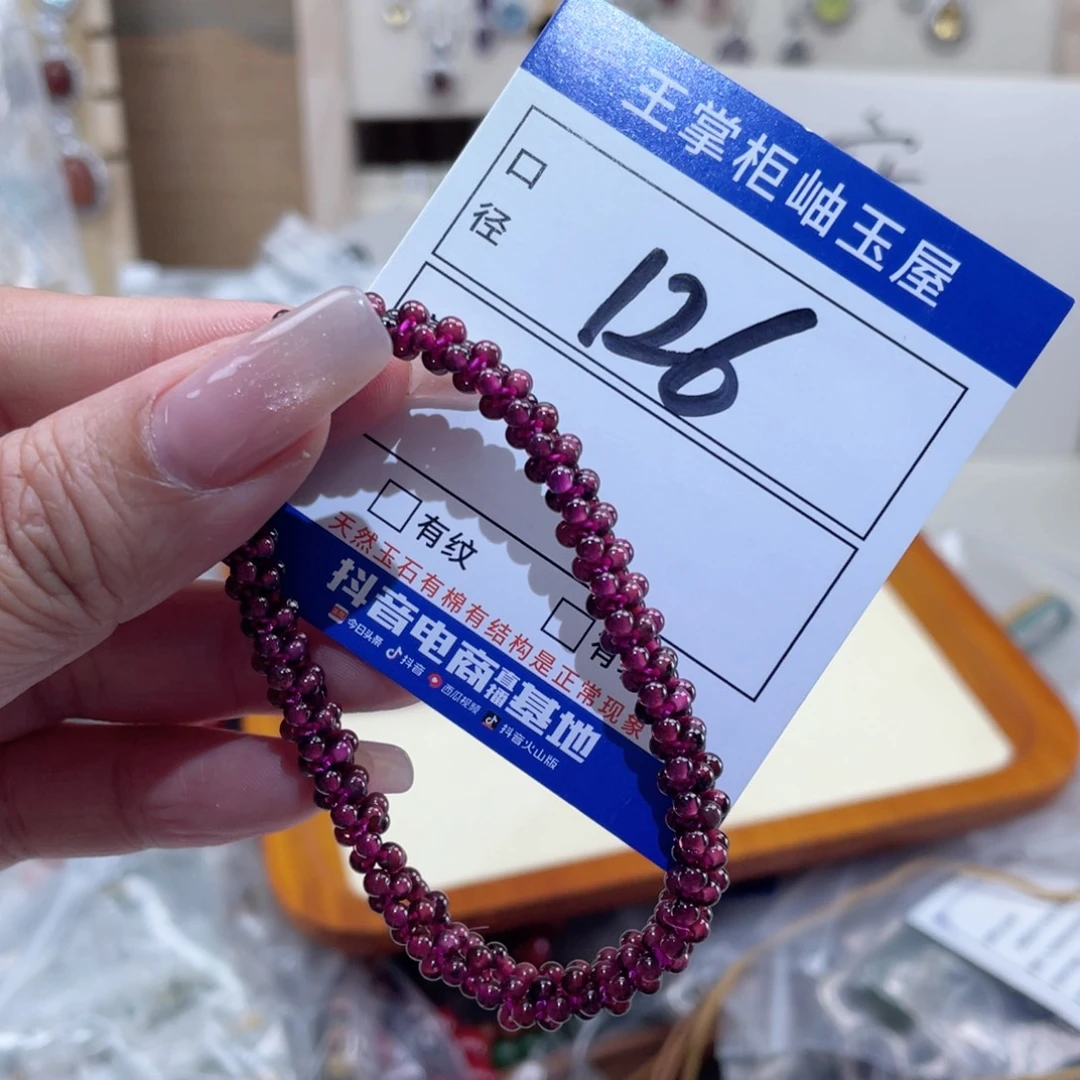 王掌柜岫玉屋
口径
126
有纹
有
天然玉石有棉有结构是正常现象
抖音电商直播基地
今日头条 抖音 西瓜视频 抖音火山版